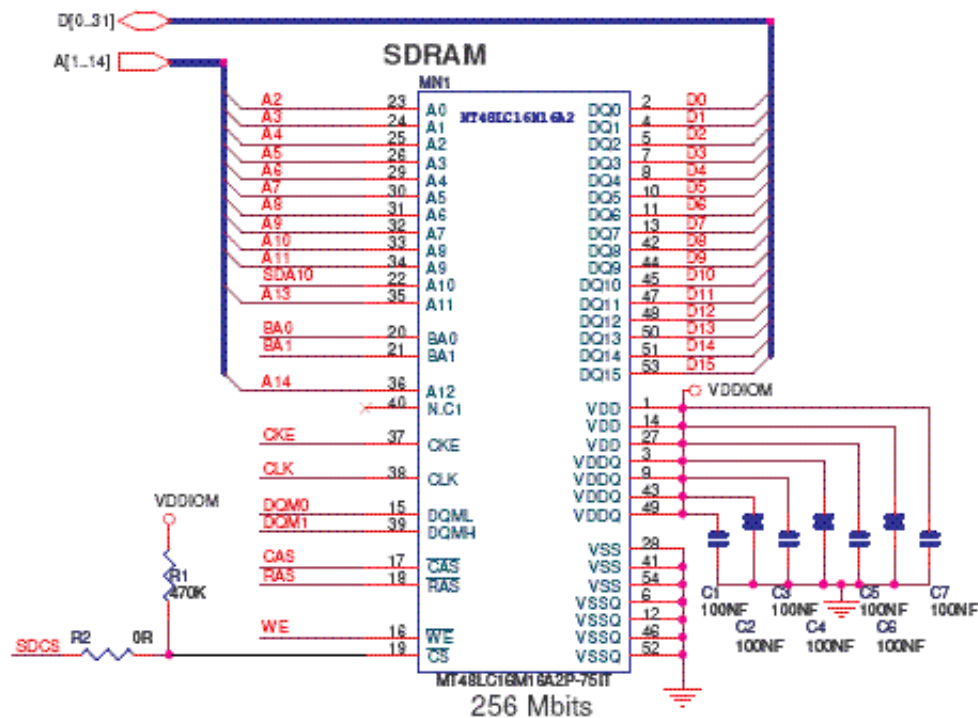 D[0..31]
A[1..14]
SDRAM
MN1
MT48LC16M16A2
A2 23 A0 DQ0 2 D0
A3 24 A1 DQ1 4 D1
A4 25 A2 DQ2 5 D2
A5 26 A3 DQ3 7 D3
A6 29 A4 DQ4 8 D4
A7 30 A5 DQ5 10 D5
A8 31 A6 DQ6 11 D6
A9 32 A7 DQ7 13 D7
A10 33 A8 DQ8 42 D8
A11 34 A9 DQ9 44 D9
SDA10 22 A10 DQ10 45 D10
A13 35 A11 DQ11 47 D11
DQ12 48 D12
BA0 20 BA0 DQ13 50 D13
BA1 21 BA1 DQ14 51 D14
DQ15 53 D15
A14 36 A12
VDDIOM
40 N.C1 VDD 1
VDD 14
CKE 37 CKE VDD 27
VDDQ 3
CLK 38 CLK VDDQ 9
VDDQ 43
DQM0 15 DQML VDDQ 49
DQM1 39 DQMH
VDDIOM
VSS 28
CAS 17 CAS VSS 41
RAS 18 RAS VSS 54
VSSQ 6
VSSQ 12
WE 16 WE VSSQ 46
19 CS VSSQ 52
R1
470K
SDCS R2 0R
C1 C3 C5 C7
100NF 100NF 100NF 100NF
C2 C4 C6
100NF 100NF 100NF
MT48LC16M16A2P-75IT
256 Mbits